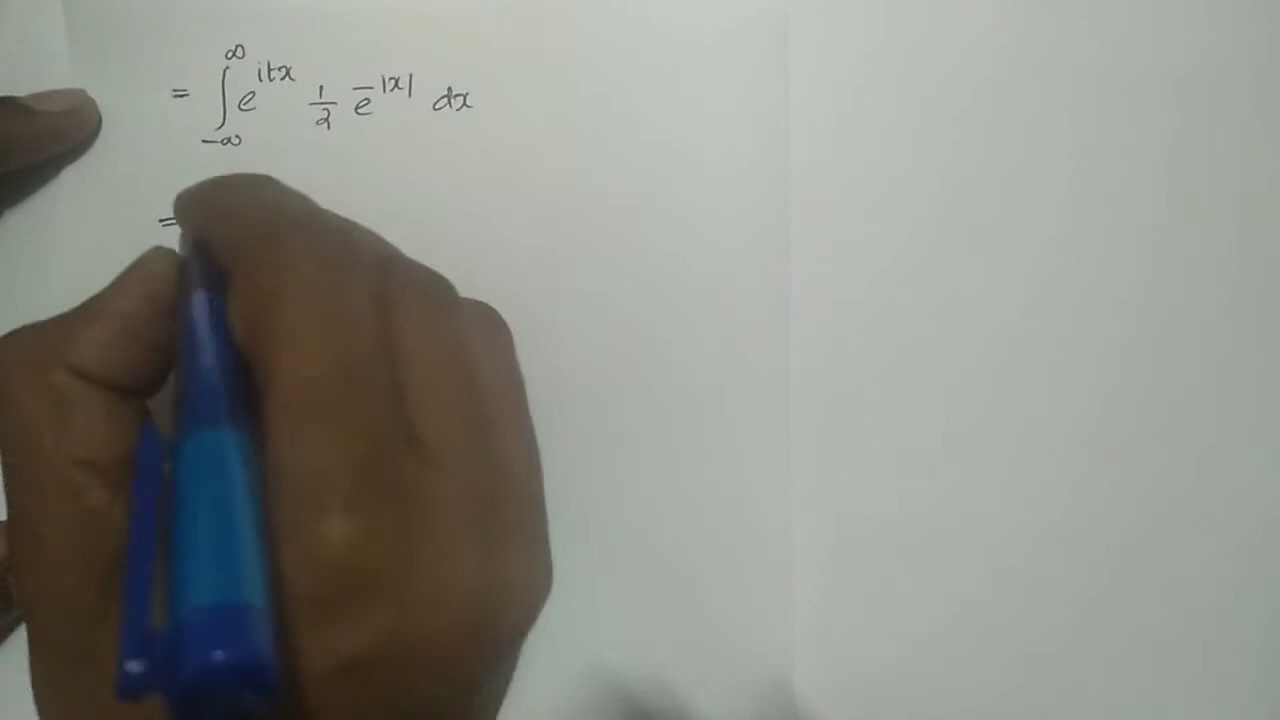 = ∫_{-∞}^{∞} e^{itx} 1/2 e^{-|x|} dx
=